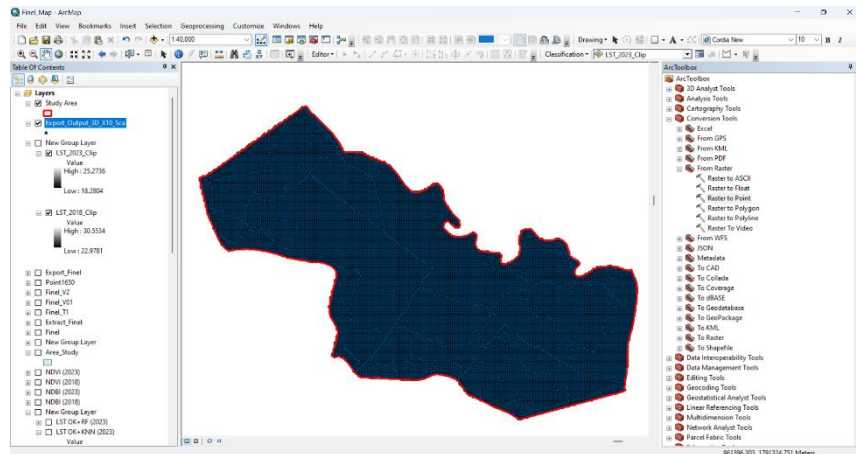 Finel_Map - ArcMap
File Edit View Bookmarks Insert Selection Geoprocessing Customize Windows Help
1:40,000 Drawing A Corda New 10 B I
Editor Classification LST_2023_Clip
Table Of Contents
Layers
Study Area
Export_Output_3D_X10_Sca
New Group Layer
LST_2023_Clip
Value
High : 25.2736
Low : 18.2804
LST_2018_Clip
Value
High : 30.5534
Low : 22.9781
Export_Finel
Point1650
Finel_V2
Finel_V01
Finel_T1
Extract_Finel
Finel
New Group Layer
Area_Study
NDVI (2023)
NDVI (2018)
NDBI (2023)
NDBI (2018)
New Group Layer
LST OK+RF (2023)
LST OK+KNN (2023)
Value
ArcToolbox
ArcToolbox
3D Analyst Tools
Analysis Tools
Cartography Tools
Conversion Tools
Excel
From GPS
From KML
From PDF
From Raster
Raster to ASCII
Raster to Float
Raster to Point
Raster to Polygon
Raster to Polyline
Raster To Video
From WFS
JSON
Metadata
To CAD
To Collada
To Coverage
To dBASE
To Geodatabase
To GeoPackage
To KML
To Raster
To Shapefile
Data Interoperability Tools
Data Management Tools
Editing Tools
Geocoding Tools
Geostatistical Analyst Tools
Linear Referencing Tools
Multidimension Tools
Network Analyst Tools
Parcel Fabric Tools
961396.303 1791324.751 Meters